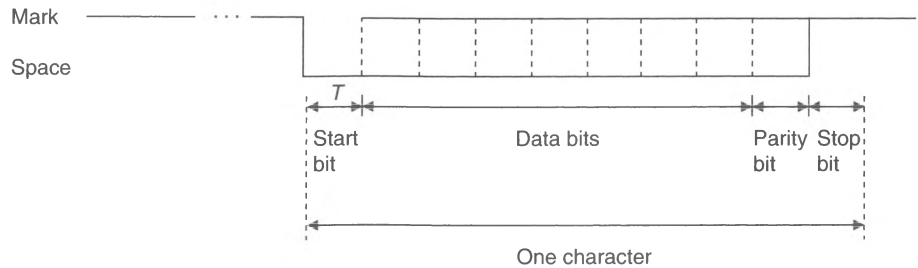 Mark
Space
T
Start bit
Data bits
Parity bit
Stop bit
One character